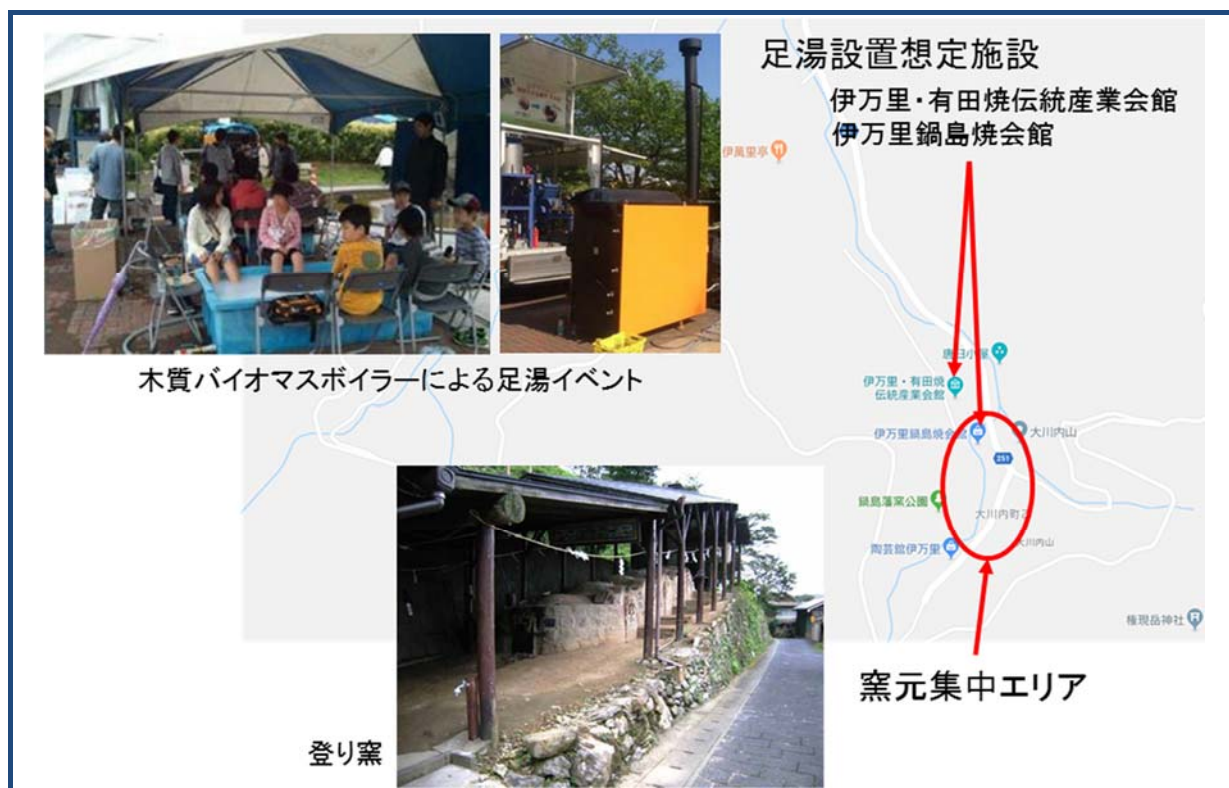 足湯設置想定施設
伊万里・有田焼伝統産業会館
伊万里鍋島焼会館
伊萬里亭
木質バイオマスボイラーによる足湯イベント
唐臼小屋
伊万里・有田焼
伝統産業会館
伊万里鍋島焼会館
大川内山
251
鍋島藩窯公園
大川内町乙
大川内山
陶芸館伊万里
権現岳神社
窯元集中エリア
登り窯